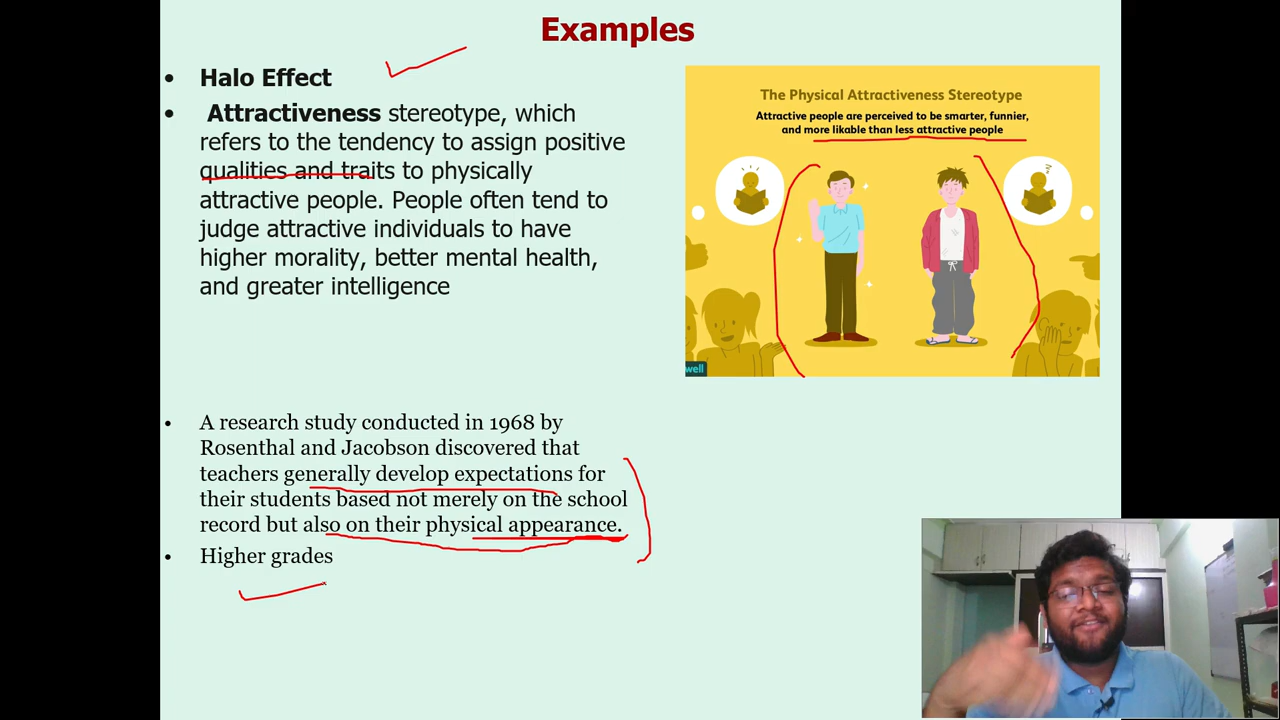 Examples
• Halo Effect
• Attractiveness stereotype, which
refers to the tendency to assign positive
qualities and traits to physically
attractive people. People often tend to
judge attractive individuals to have
higher morality, better mental health,
and greater intelligence
The Physical Attractiveness Stereotype
Attractive people are perceived to be smarter, funnier,
and more likable than less attractive people
well
• A research study conducted in 1968 by
Rosenthal and Jacobson discovered that
teachers generally develop expectations for
their students based not merely on the school
record but also on their physical appearance.
• Higher grades